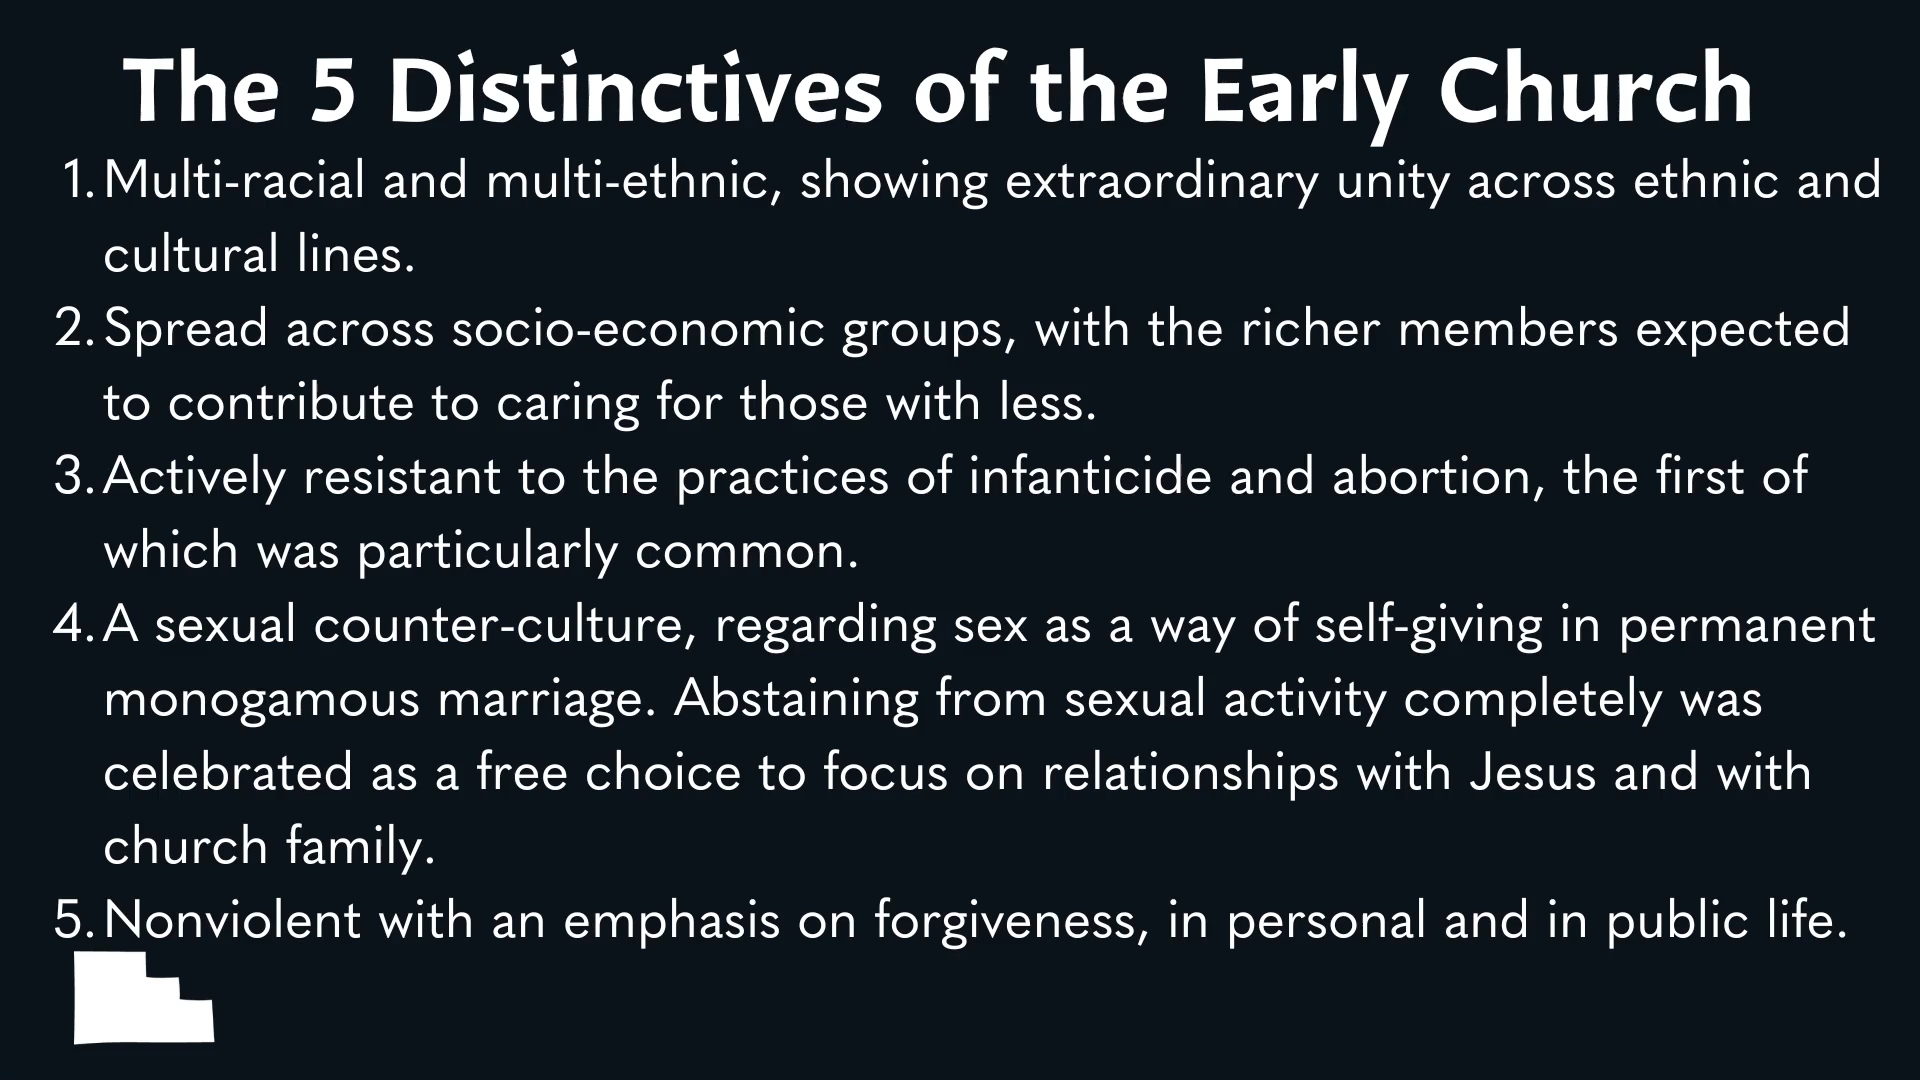 The 5 Distinctives of the Early Church
1. Multi-racial and multi-ethnic, showing extraordinary unity across ethnic and
cultural lines.
2. Spread across socio-economic groups, with the richer members expected
to contribute to caring for those with less.
3. Actively resistant to the practices of infanticide and abortion, the first of
which was particularly common.
4. A sexual counter-culture, regarding sex as a way of self-giving in permanent
monogamous marriage. Abstaining from sexual activity completely was
celebrated as a free choice to focus on relationships with Jesus and with
church family.
5. Nonviolent with an emphasis on forgiveness, in personal and in public life.